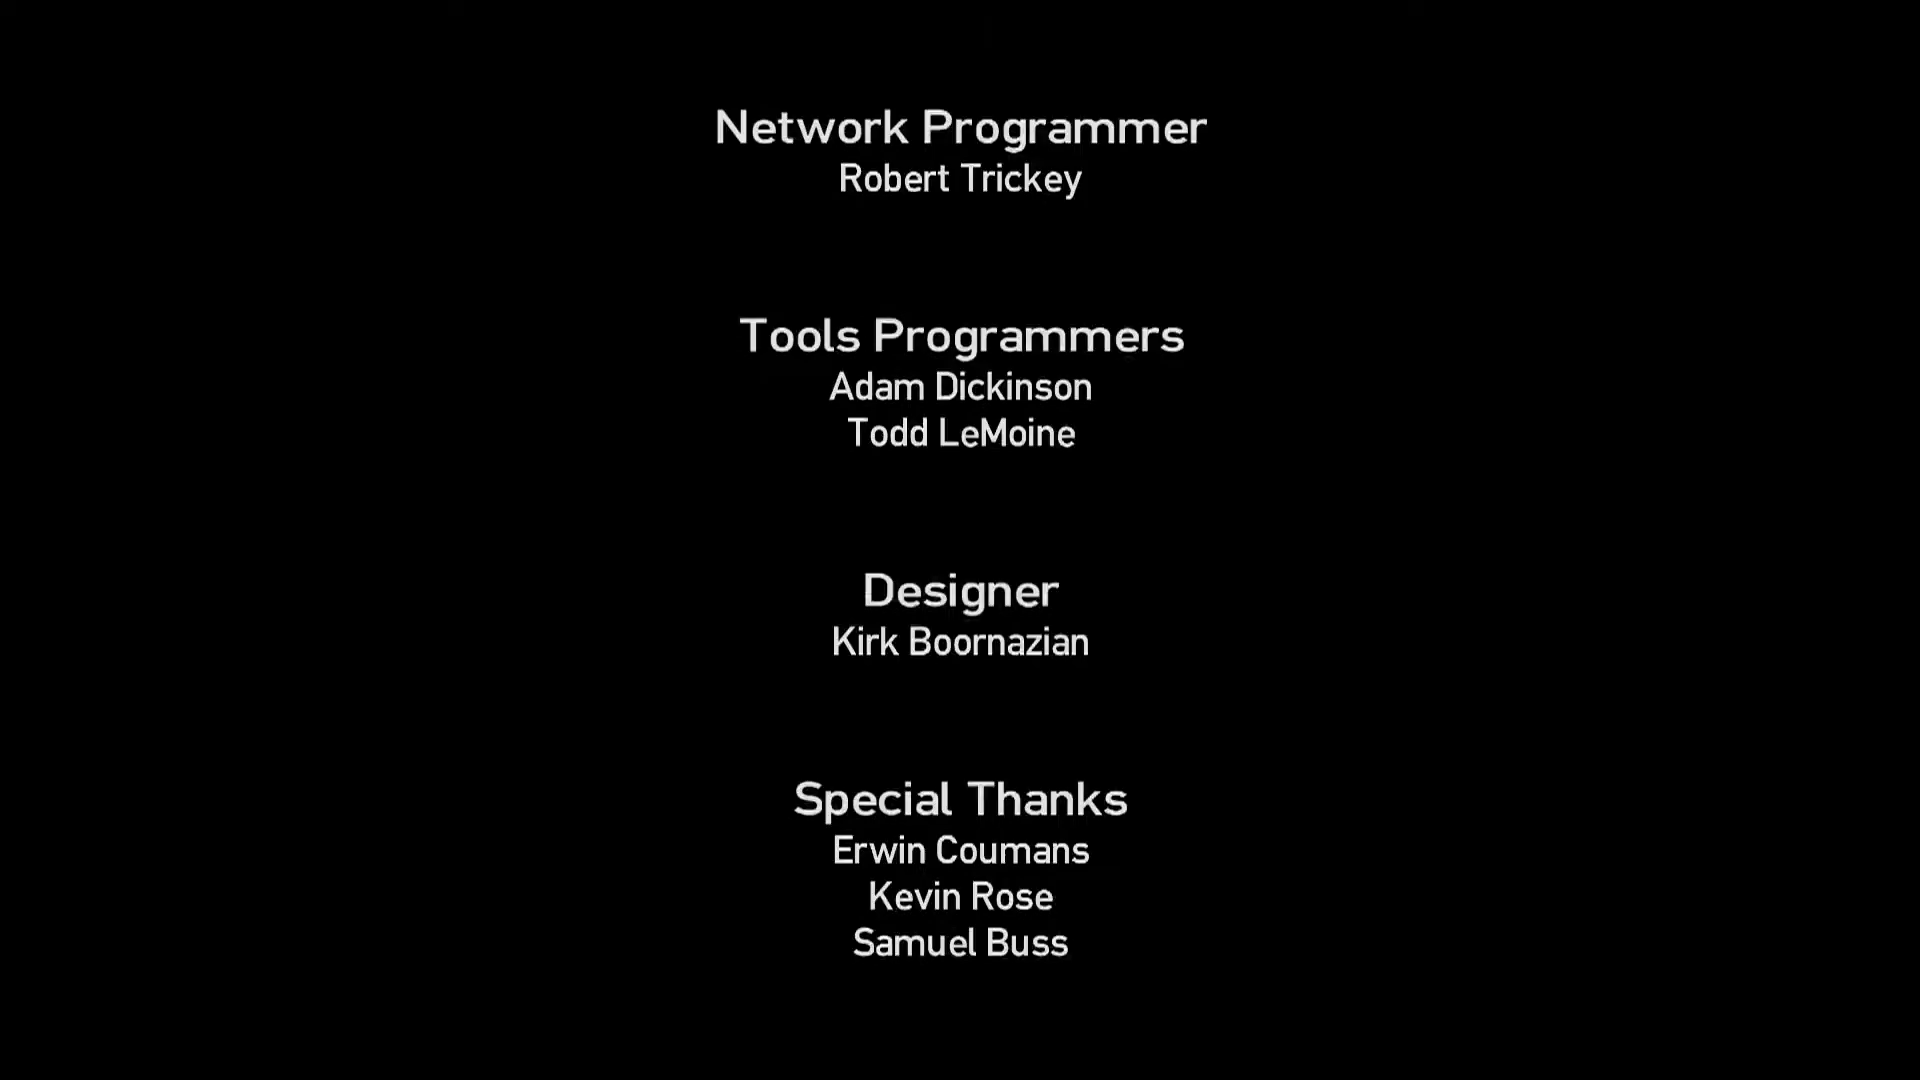 Network Programmer
Robert Trickey
Tools Programmers
Adam Dickinson
Todd LeMoine
Designer
Kirk Boornazian
Special Thanks
Erwin Coumans
Kevin Rose
Samuel Buss